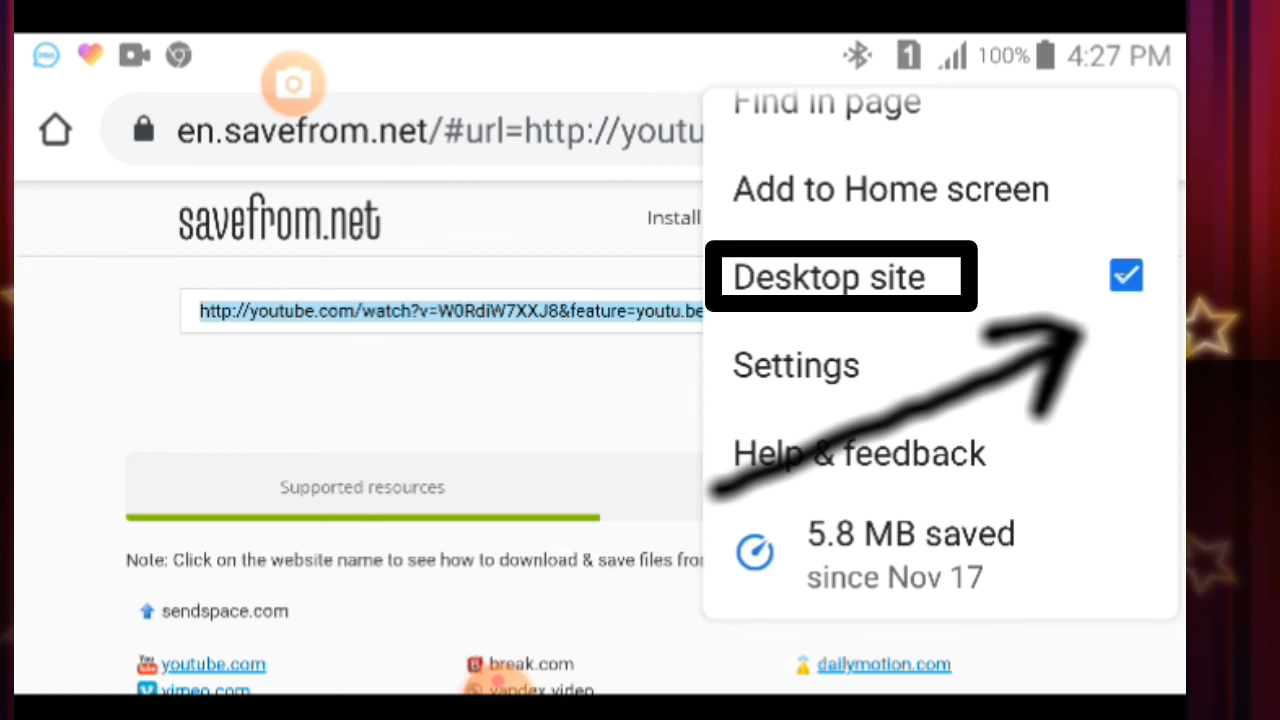 100% 4:27 PM
en.savefrom.net/#url=http://youtu
Find in page
Add to Home screen
Desktop site
Settings
Help & feedback
5.8 MB saved
since Nov 17
savefrom.net
Install
http://youtube.com/watch?v=W0RdiW7XXJ8&feature=youtu.be
Supported resources
Note: Click on the website name to see how to download & save files from
sendspace.com
youtube.com
break.com
dailymotion.com
vimeo.com
yandex.video